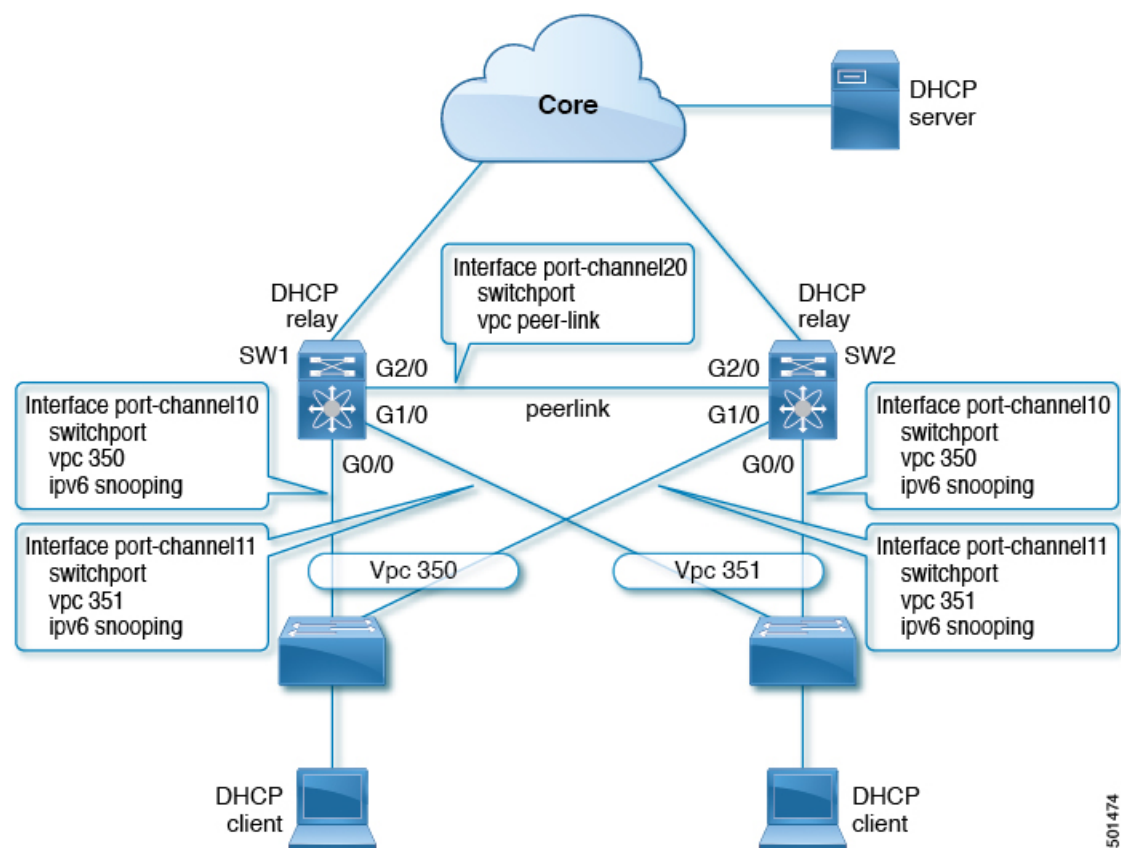 Core
DHCP
server
Interface port-channel20
switchport
vpc peer-link
DHCP
relay
DHCP
relay
SW1
SW2
G2/0
G2/0
peerlink
G1/0
G1/0
G0/0
G0/0
Interface port-channel10
switchport
vpc 350
ipv6 snooping
Interface port-channel10
switchport
vpc 350
ipv6 snooping
Interface port-channel11
switchport
vpc 351
ipv6 snooping
Vpc 350
Vpc 351
Interface port-channel11
switchport
vpc 351
ipv6 snooping
DHCP
client
DHCP
client
501474